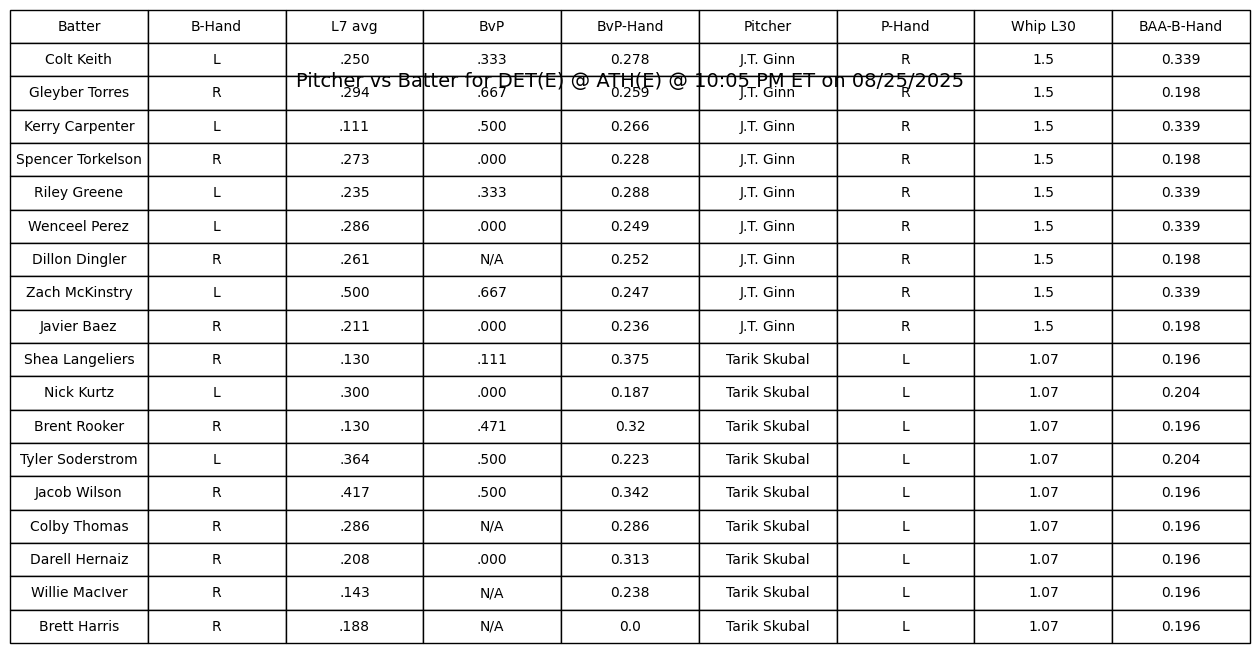 Batter B-Hand L7 avg BvP BvP-Hand Pitcher P-Hand Whip L30 BAA-B-Hand
Colt Keith L .250 .333 0.278 J.T. Ginn R 1.5 0.339
Pitcher vs Batter for DET(E) @ ATH(E) @ 10:05 PM ET on 08/25/2025
Gleyber Torres R .294 .667 0.259 J.T. Ginn R 1.5 0.198
Kerry Carpenter L .111 .500 0.266 J.T. Ginn R 1.5 0.339
Spencer Torkelson R .273 .000 0.228 J.T. Ginn R 1.5 0.198
Riley Greene L .235 .333 0.288 J.T. Ginn R 1.5 0.339
Wenceel Perez L .286 .000 0.249 J.T. Ginn R 1.5 0.339
Dillon Dingler R .261 N/A 0.252 J.T. Ginn R 1.5 0.198
Zach McKinstry L .500 .667 0.247 J.T. Ginn R 1.5 0.339
Javier Baez R .211 .000 0.236 J.T. Ginn R 1.5 0.198
Shea Langeliers R .130 .111 0.375 Tarik Skubal L 1.07 0.196
Nick Kurtz L .300 .000 0.187 Tarik Skubal L 1.07 0.204
Brent Rooker R .130 .471 0.32 Tarik Skubal L 1.07 0.196
Tyler Soderstrom L .364 .500 0.223 Tarik Skubal L 1.07 0.204
Jacob Wilson R .417 .500 0.342 Tarik Skubal L 1.07 0.196
Colby Thomas R .286 N/A 0.286 Tarik Skubal L 1.07 0.196
Darell Hernaiz R .208 .000 0.313 Tarik Skubal L 1.07 0.196
Willie MacIver R .143 N/A 0.238 Tarik Skubal L 1.07 0.196
Brett Harris R .188 N/A 0.0 Tarik Skubal L 1.07 0.196